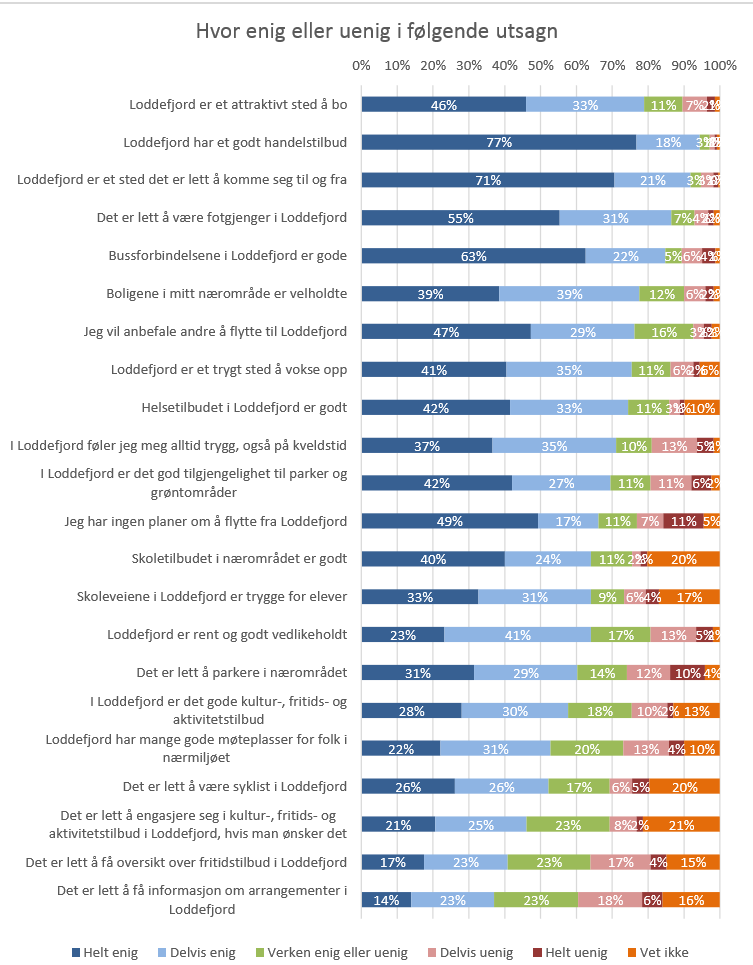 Hvor enig eller uenig i følgende utsagn
0% 10% 20% 30% 40% 50% 60% 70% 80% 90% 100%
Loddefjord er et attraktivt sted å bo 46% 33% 11% 7% 2%
Loddefjord har et godt handelstilbud 77% 18% 3%
Loddefjord er et sted det er lett å komme seg til og fra 71% 21% 3%
Det er lett å være fotgjenger i Loddefjord 55% 31% 7% 4%
Bussforbindelsene i Loddefjord er gode 63% 22% 5% 6% 4%
Boligene i mitt nærområde er velholdte 39% 39% 12% 6%
Jeg vil anbefale andre å flytte til Loddefjord 47% 29% 16% 3%
Loddefjord er et trygt sted å vokse opp 41% 35% 11% 6% 2% 6%
Helsetilbudet i Loddefjord er godt 42% 33% 11% 3% 10%
I Loddefjord føler jeg meg alltid trygg, også på kveldstid 37% 35% 10% 13% 5%
I Loddefjord er det god tilgjengelighet til parker og
grøntområder 42% 27% 11% 11% 6% 2%
Jeg har ingen planer om å flytte fra Loddefjord 49% 17% 11% 7% 11% 5%
Skoletilbudet i nærområdet er godt 40% 24% 11% 2% 20%
Skoleveiene i Loddefjord er trygge for elever 33% 31% 9% 6% 4% 17%
Loddefjord er rent og godt vedlikeholdt 23% 41% 17% 13% 5% 2%
Det er lett å parkere i nærområdet 31% 29% 14% 12% 10% 4%
I Loddefjord er det gode kultur-, fritids- og
aktivitetstilbud 28% 30% 18% 10% 2% 13%
Loddefjord har mange gode møteplasser for folk i
nærmiljøet 22% 31% 20% 13% 4% 10%
Det er lett å være syklist i Loddefjord 26% 26% 17% 6% 5% 20%
Det er lett å engasjere seg i kultur-, fritids- og
aktivitetstilbud i Loddefjord, hvis man ønsker det 21% 25% 23% 8% 2% 21%
Det er lett å få oversikt over fritidstilbud i Loddefjord 17% 23% 23% 17% 4% 15%
Det er lett å få informasjon om arrangementer i
Loddefjord 14% 23% 23% 18% 6% 16%
Helt enig Delvis enig Verken enig eller uenig Delvis uenig Helt uenig Vet ikke